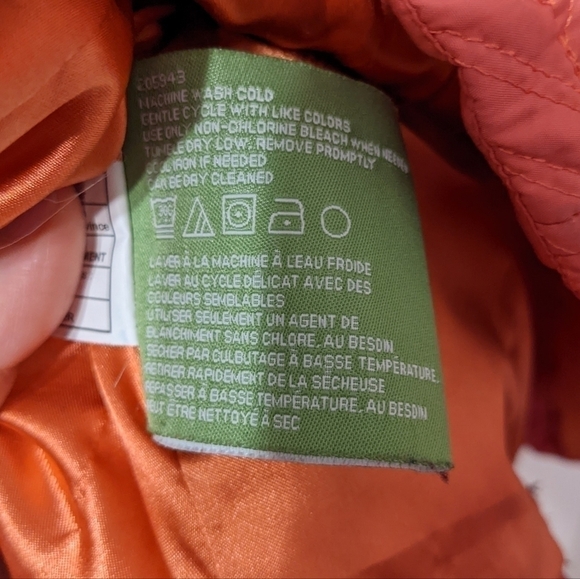 MACHINE WASH COLD
GENTLE CYCLE WITH LIKE COLORS
USE ONLY NON-CHLORINE BLEACH WHEN NEEDED
TUMBLE DRY LOW, REMOVE PROMPTLY
COOL IRON IF NEEDED
CAN BE DRY CLEANED
LAVER À LA MACHINE À L'EAU FROIDE
LAVER AU CYCLE DÉLICAT AVEC DES
COULEURS SEMBLABLES
UTILISER SEULEMENT UN AGENT DE
BLANCHIMENT SANS CHLORE, AU BESOIN
SÉCHER PAR CULBUTAGE À BASSE TEMPÉRATURE,
RETIRER RAPIDEMENT DE LA SÉCHEUSE
REPASSER À BASSE TEMPÉRATURE, AU BESOIN
PEUT ÊTRE NETTOYÉ À SEC